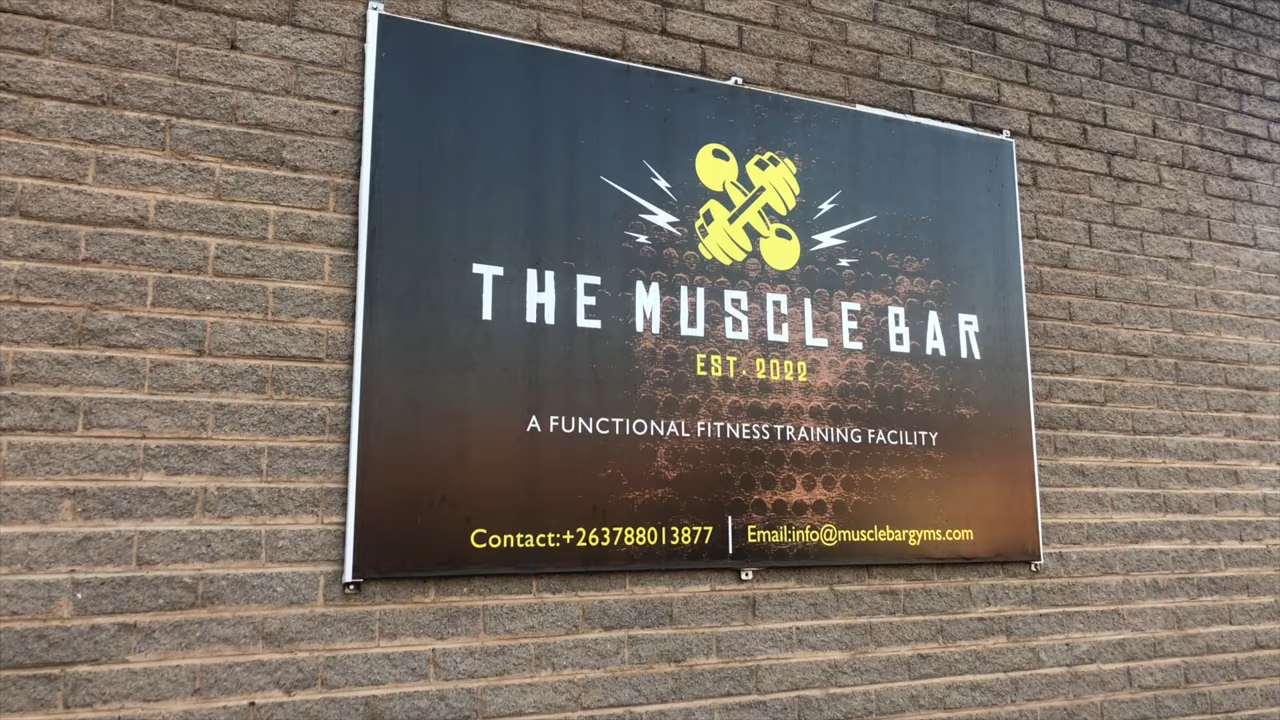 THE MUSCLE BAR
EST. 2022
A FUNCTIONAL FITNESS TRAINING FACILITY
Contact:+263788013877 | Email:info@musclebargyms.com